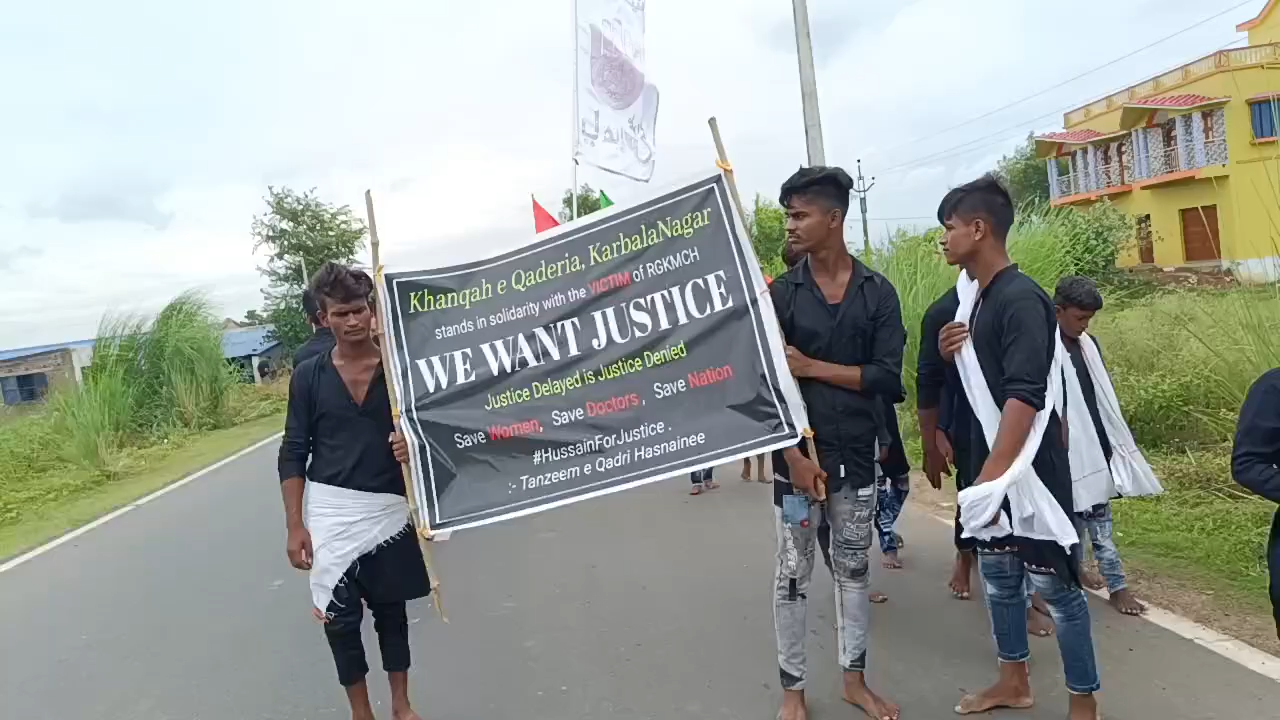 Khanqah e Qaderia, KarbalaNagar
stands in solidarity with the VICTIM of RGKMCH
WE WANT JUSTICE
Justice Delayed is Justice Denied
Save Women, Save Doctors , Save Nation
#HussainForJustice .
:- Tanzeem e Qadri Hasnainee